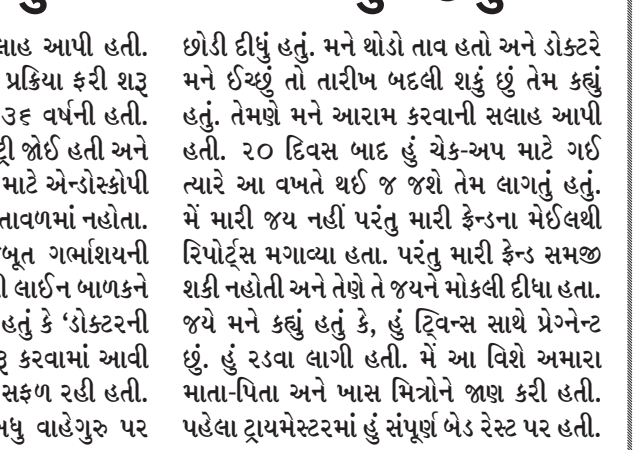 લાહ આપી હતી.
પ્રક્રિયા ફરી શરૂ
૩૬ વર્ષની હતી.
જોઈ હતી અને
માટે એન્ડોસ્કોપી
તાવળમાં નહોતા.
બૂત ગર્ભાશયની
લાઈન બાળકને
હતું કે ‘ડોક્ટરની
કરવામાં આવી
સફળ રહી હતી.
બધુ વાહેગુરુ પર
છોડી દીધું હતું. મને થોડો તાવ હતો અને ડોક્ટરે
મને ઈચ્છું તો તારીખ બદલી શકું છું તેમ કહ્યું
હતું. તેમણે મને આરામ કરવાની સલાહ આપી
હતી. ૨૦ દિવસ બાદ હું ચેક-અપ માટે ગઈ
ત્યારે આ વખતે થઈ જ જશે તેમ લાગતું હતું.
મેં મારી જય નહીં પરંતુ મારી ફ્રેન્ડના મેઈલથી
રિપોર્ટ્સ મગાવ્યા હતા. પરંતુ મારી ફ્રેન્ડ સમજી
શકી નહોતી અને તેણે તે જયને મોકલી દીધા હતા.
જયે મને કહ્યું હતું કે, હું ટ્વિન્સ સાથે પ્રેગ્નેન્ટ
છું. હું રડવા લાગી હતી. મેં આ વિશે અમારા
માતા-પિતા અને ખાસ મિત્રોને જાણ કરી હતી.
પહેલા ટ્રાયમેસ્ટરમાં હું સંપૂર્ણ બેડ રેસ્ટ પર હતી.